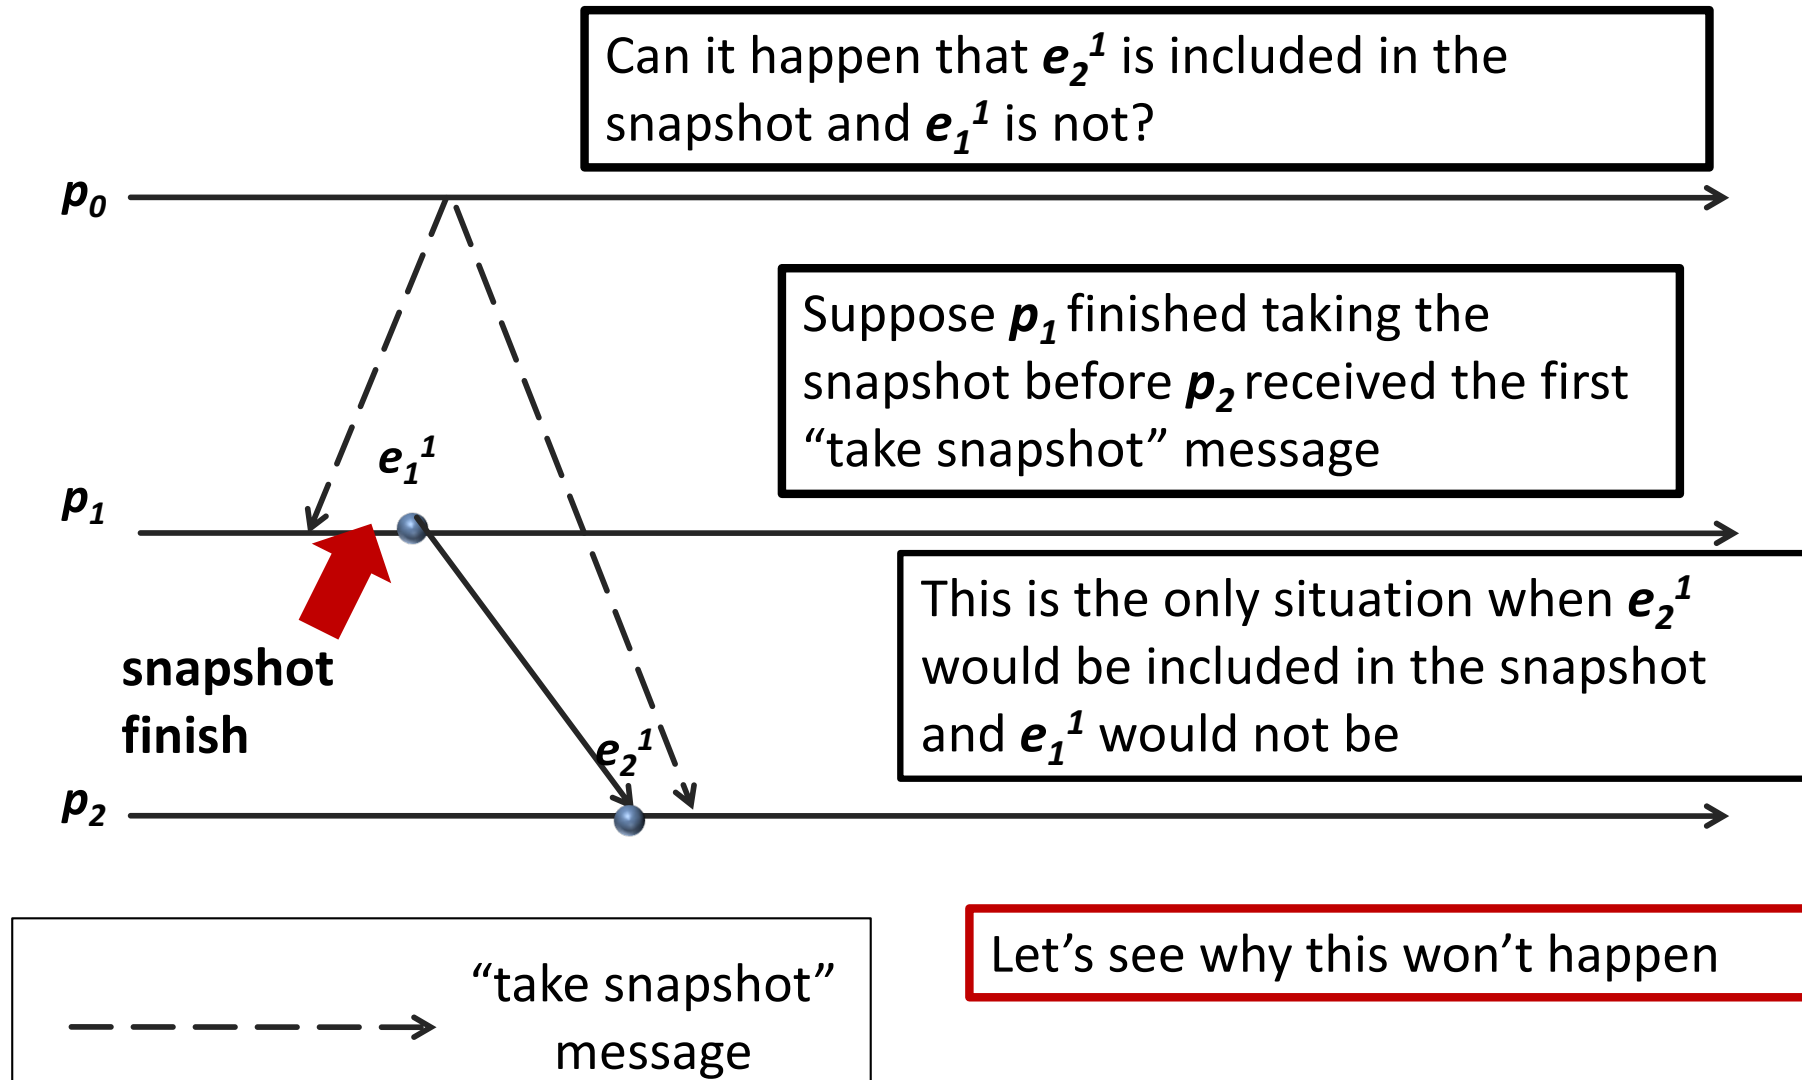 Can it happen that e₂¹ is included in the
snapshot and e₁¹ is not?
p₀
Suppose p₁ finished taking the
snapshot before p₂ received the first
“take snapshot” message
e₁¹
p₁
This is the only situation when e₂¹
would be included in the snapshot
and e₁¹ would not be
snapshot
finish
e₂¹
p₂
Let’s see why this won’t happen
“take snapshot”
message